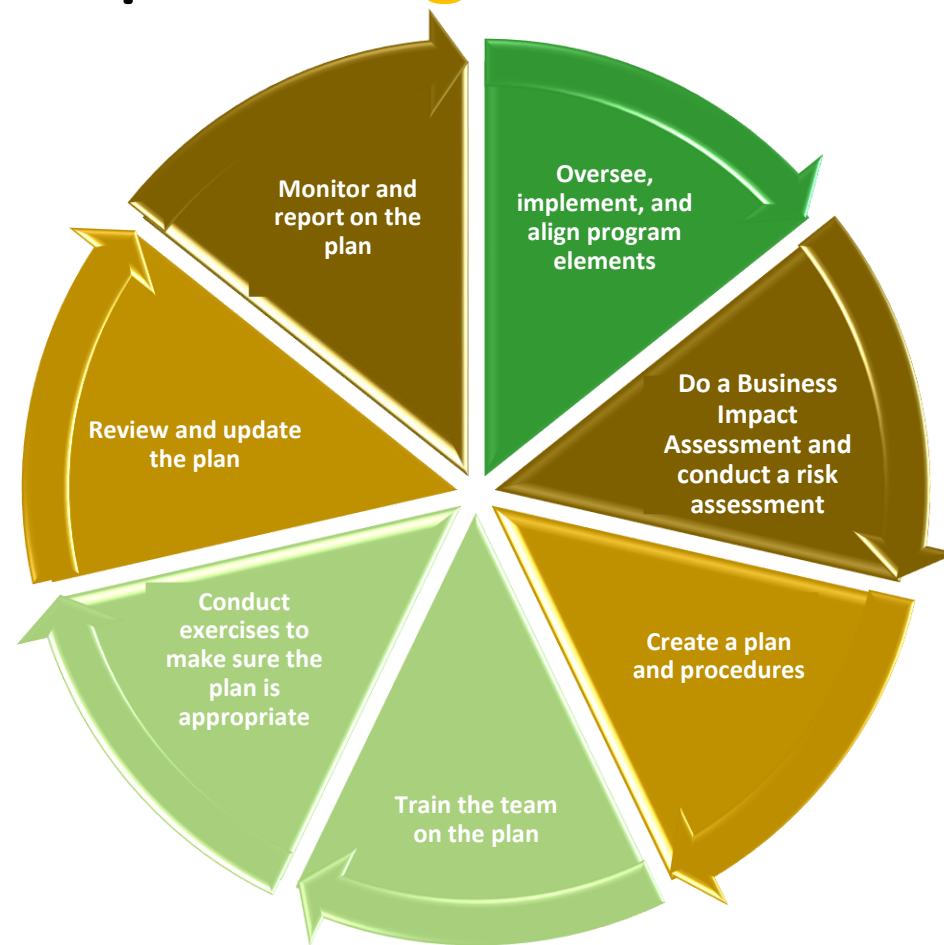 Oversee,
implement, and
align program
elements
Do a Business
Impact
Assessment and
conduct a risk
assessment
Create a plan
and procedures
Train the team
on the plan
Conduct
exercises to
make sure the
plan is
appropriate
Review and update
the plan
Monitor and
report on the
plan